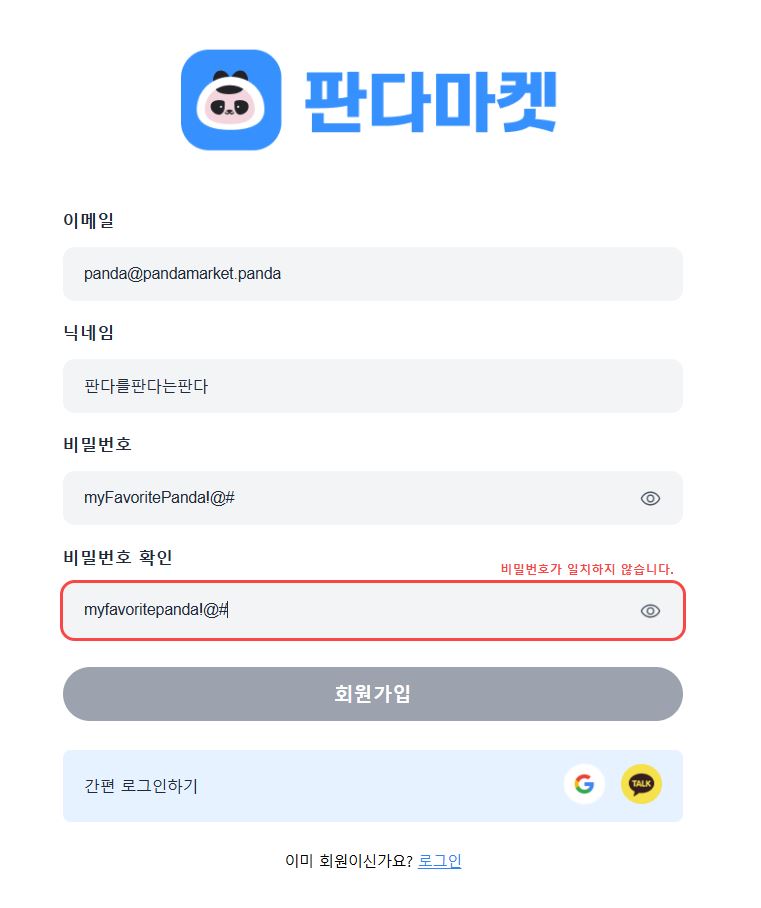 판다마켓
이메일
panda@pandamarket.panda
닉네임
판다를판다는판다
비밀번호
myFavoritePanda!@#
비밀번호 확인
비밀번호가 일치하지 않습니다.
myfavoritepanda!@#
회원가입
간편 로그인하기
TALK
이미 회원이신가요? 로그인